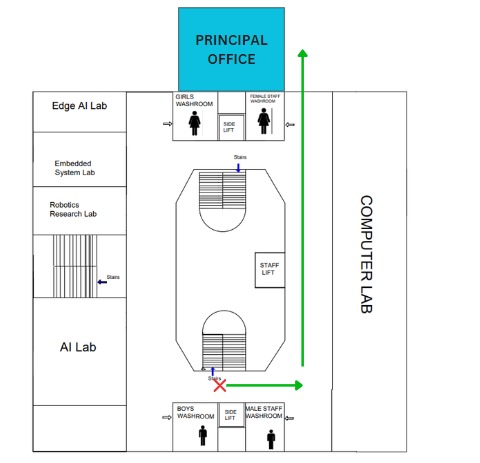 PRINCIPAL
OFFICE
GIRLS
WASHROOM
SIDE
LIFT
FEMALE STAFF
WASHROOM
Edge AI Lab
Embedded
System Lab
Robotics
Research Lab
Stairs
AI Lab
Stairs
STAFF
LIFT
Stairs
COMPUTER LAB
BOYS
WASHROOM
SIDE
LIFT
MALE STAFF
WASHROOM